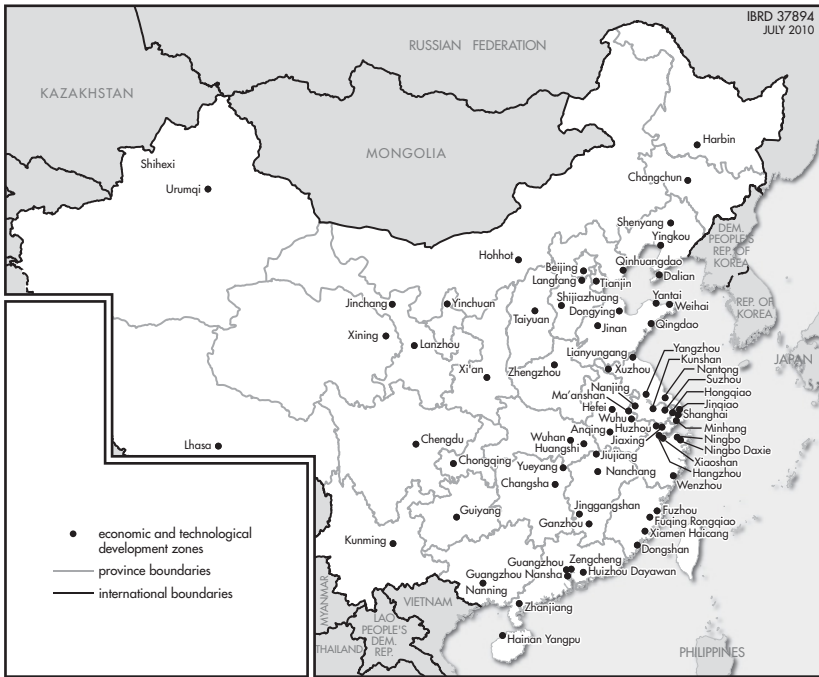 IBRD 37894
JULY 2010
RUSSIAN FEDERATION
KAZAKHSTAN
MONGOLIA
Harbin
Shihexi
Urumqi
Changchun
Shenyang
Yingkou
DEM.
PEOPLE'S
REP. OF
KOREA
Hohhot
Beijing
Qinhuangdao
Langfang
Tianjin
Dalian
Jinchang
Yinchuan
Shijiazhuang
Yantai
Weihai
REP. OF
KOREA
Taiyuan
Dongying
Jinan
Qingdao
Xining
Lanzhou
JAPAN
Lianyungang
Yangzhou
Kunshan
Xi'an
Zhengzhou
Xuzhou
Nantong
Suzhou
Nanjing
Hongqiao
Ma'anshan
Jinqiao
Hefei
Shanghai
Wuhu
Minhang
Anqing
Huzhou
Ningbo
Lhasa
Chengdu
Wuhan
Jiaxing
Ningbo Daxie
Huangshi
Xiaoshan
Chongqing
Yueyang
Jiujiang
Hangzhou
Changsha
Nanchang
Wenzhou
Guiyang
Jinggangshan
Fuzhou
Ganzhou
Fuqing Rongqiao
Xiamen Haicang
Kunming
Dongshan
Guangzhou
Zengcheng
Guangzhou Nansha
Huizhou Dayawan
Nanning
Zhanjiang
Hainan Yangpu
MYANMAR
VIETNAM
LAO
PEOPLE'S
DEM.
REP.
THAILAND
PHILIPPINES
economic and technological
development zones
province boundaries
international boundaries